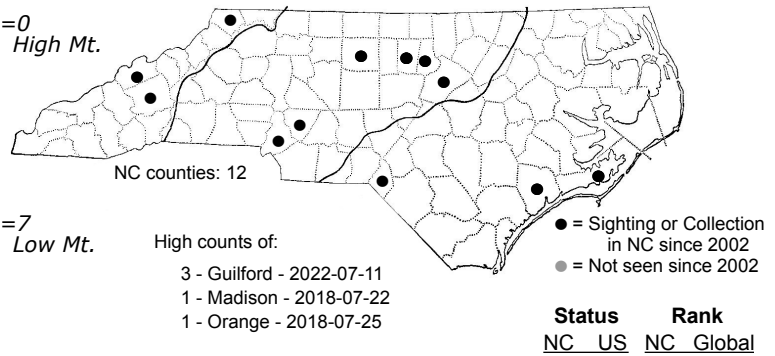 =0
High Mt.
NC counties: 12
=7
Low Mt.
High counts of:
3 - Guilford - 2022-07-11
1 - Madison - 2018-07-22
1 - Orange - 2018-07-25
● = Sighting or Collection
in NC since 2002
● = Not seen since 2002
Status Rank
NC US NC Global